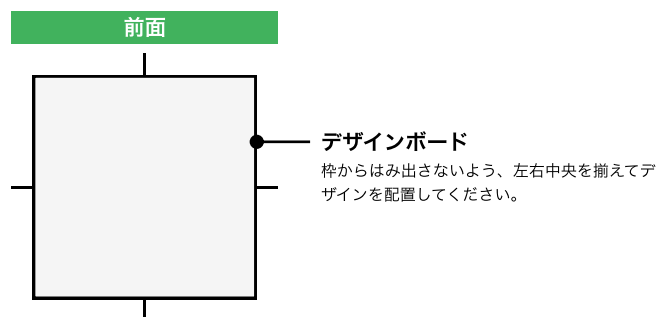 前面
デザインボード
枠からはみ出さないよう、左右中央を揃えてデ
ザインを配置してください。